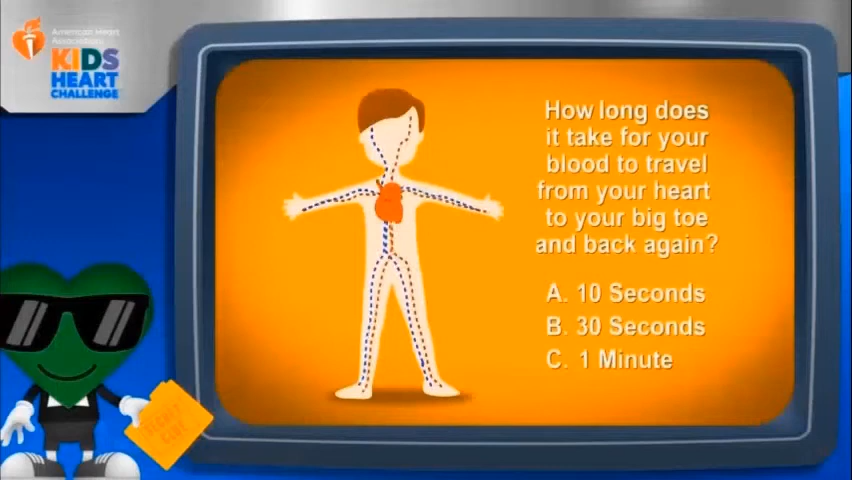 American Heart
Association
KIDS
HEART
CHALLENGE
How long does
it take for your
blood to travel
from your heart
to your big toe
and back again?
A. 10 Seconds
B. 30 Seconds
C. 1 Minute